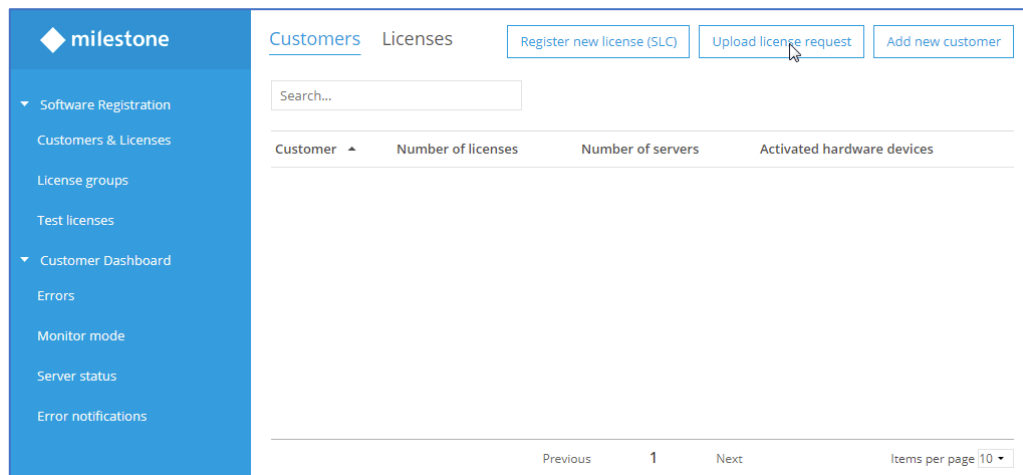 milestone
Software Registration
Customers & Licenses
License groups
Test licenses
Customer Dashboard
Errors
Monitor mode
Server status
Error notifications
Customers Licenses Register new license (SLC) Upload license request Add new customer
Search...
Customer Number of licenses Number of servers Activated hardware devices
Previous 1 Next Items per page 10